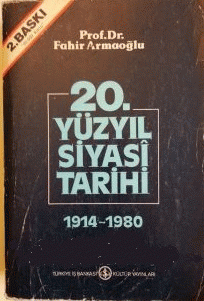 2. BASKI
Prof.Dr.
Fahir Armaoğlu
20.
YÜZYIL
SİYASÎ
TARİHİ
1914-1980
TÜRKİYE İŞ BANKASI KÜLTÜR YAYINLARI